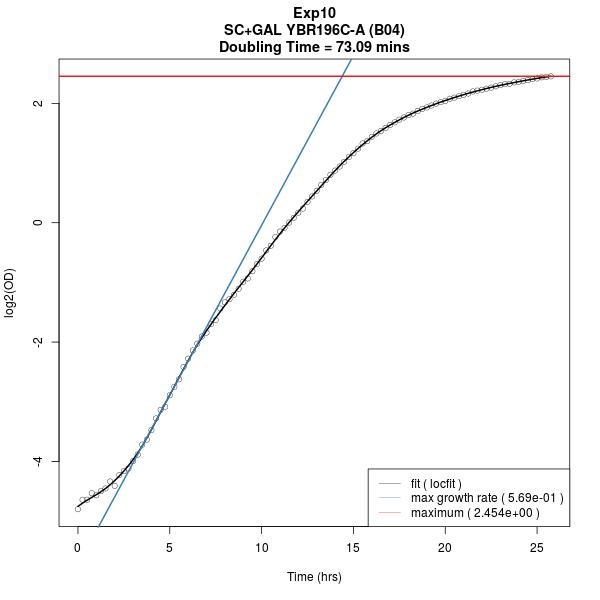 Exp10
SC+GAL YBR196C-A (B04)
Doubling Time = 73.09 mins
log2(OD)
2
0
-2
-4
0 5 10 15 20 25
Time (hrs)
fit ( locfit )
max growth rate ( 5.69e-01 )
maximum ( 2.454e+00 )